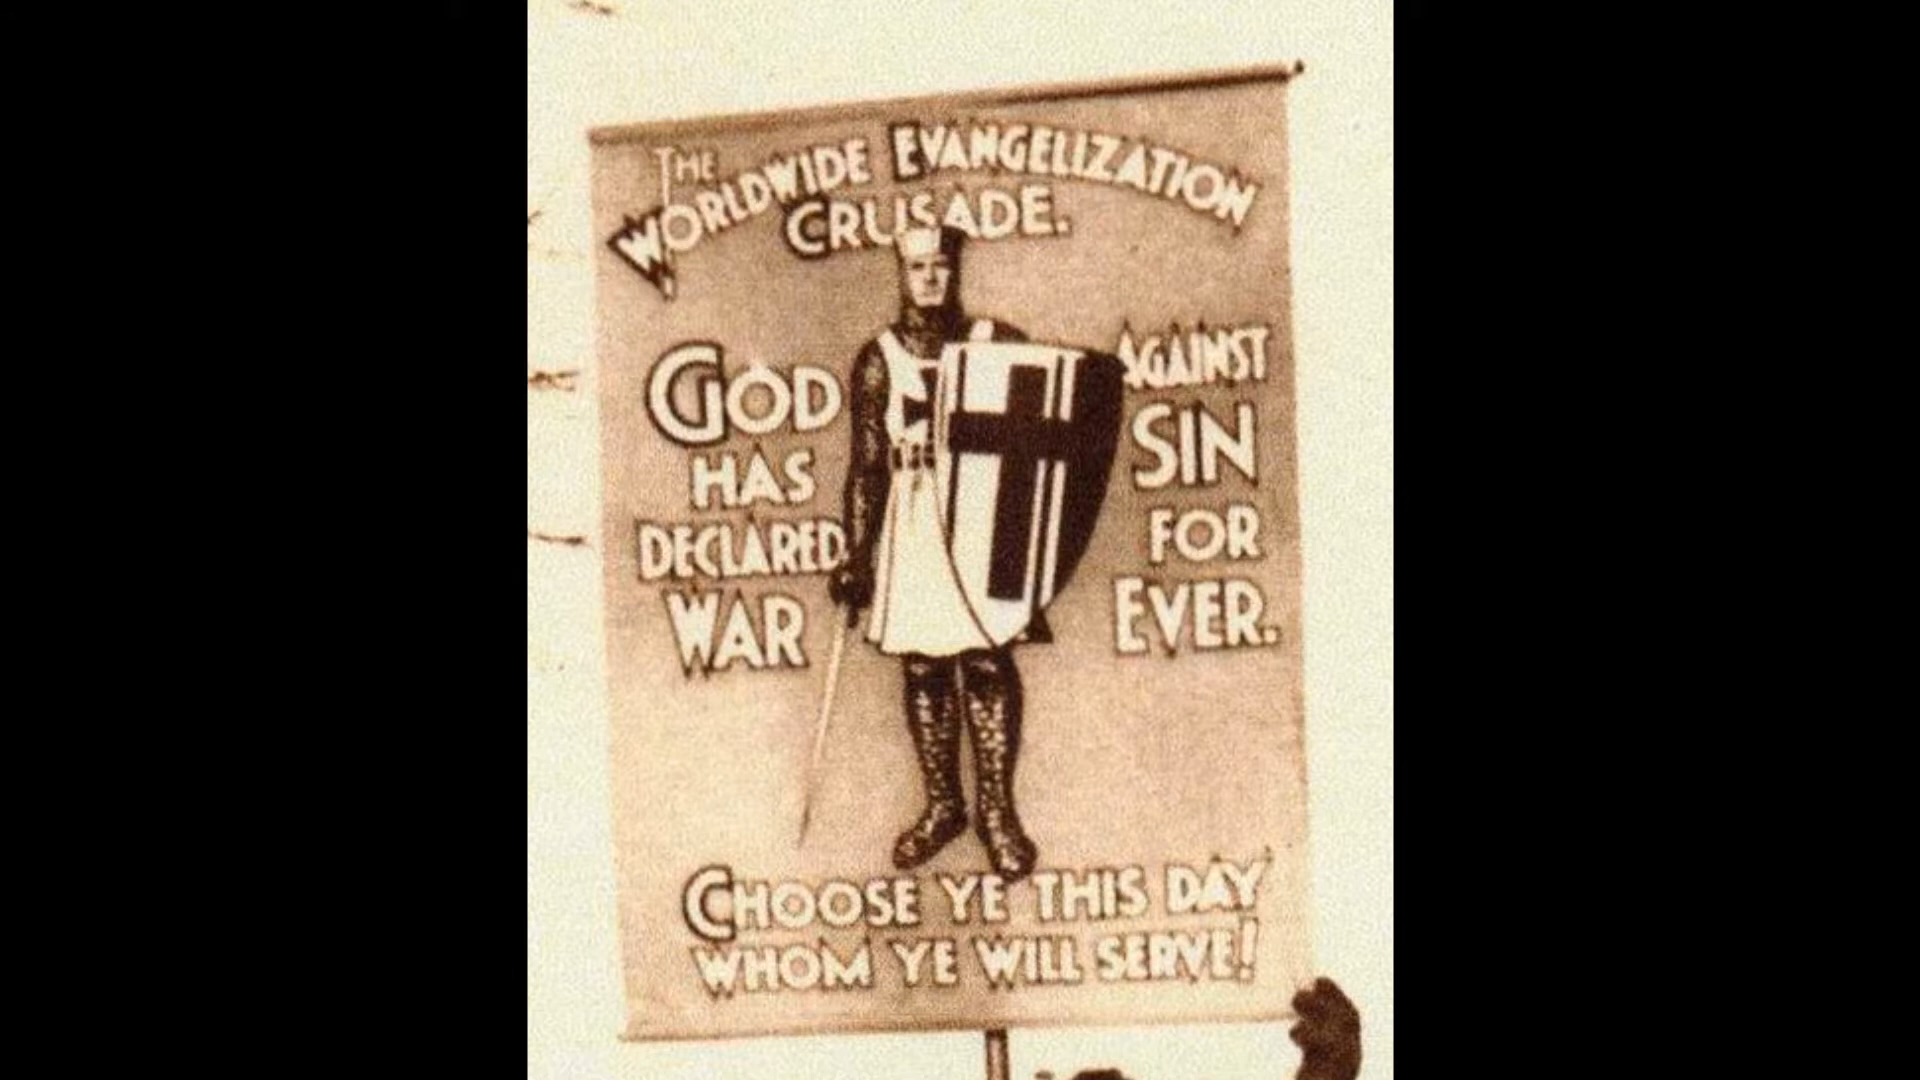 THE
WORLDWIDE EVANGELIZATION
CRUSADE.
GOD
HAS
DECLARED
WAR
AGAINST
SIN
FOR
EVER.
CHOOSE YE THIS DAY
WHOM YE WILL SERVE!